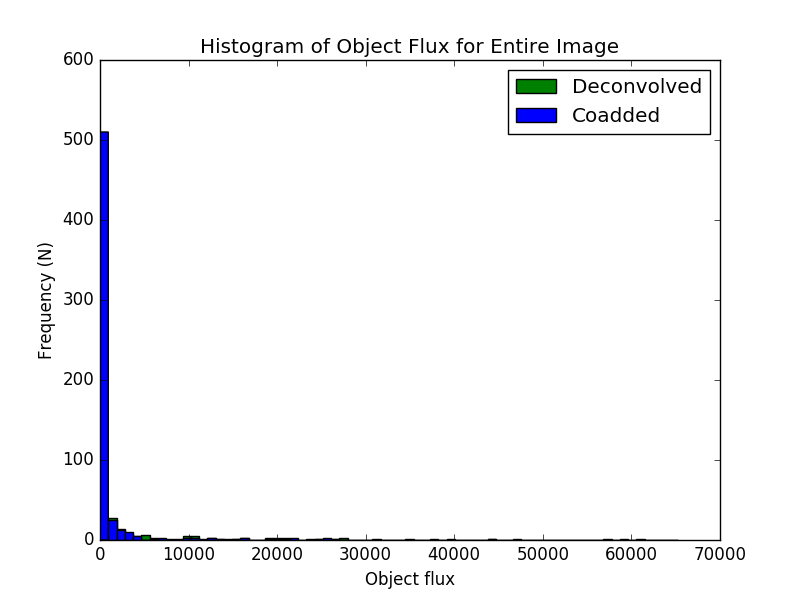 Histogram of Object Flux for Entire Image
Deconvolved
Coadded
600
500
400
300
200
100
0
Frequency (N)
0 10000 20000 30000 40000 50000 60000 70000
Object flux